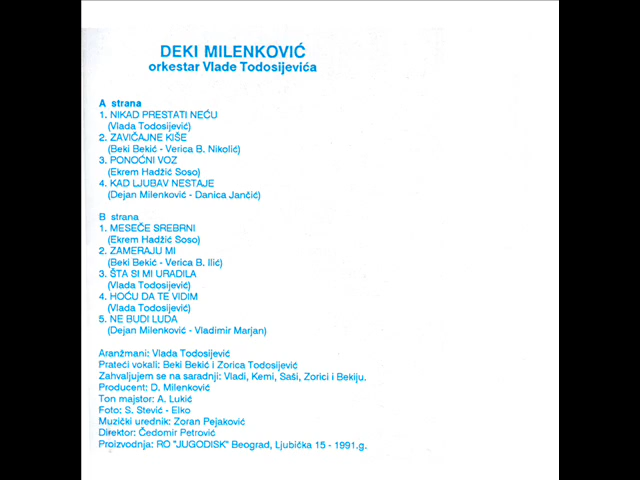 DEKI MILENKOVIĆ
orkestar Vlade Todosijevića
A strana
1. NIKAD PRESTATI NEĆU
(Vlada Todosijević)
2. ZAVIČAJNE KIŠE
(Beki Bekić - Verica B. Nikolić)
3. PONOĆNI VOZ
(Ekrem Hadžić Soso)
4. KAD LJUBAV NESTAJE
(Dejan Milenković - Danica Jančić)
B strana
1. MESEČE SREBRNI
(Ekrem Hadžić Soso)
2. ZAMERAJU MI
(Beki Bekić - Verica B. Ilić)
3. ŠTA SI MI URADILA
(Vlada Todosijević)
4. HOĆU DA TE VIDIM
(Vlada Todosijević)
5. NE BUDI LUDA
(Dejan Milenković - Vladimir Marjan)
Aranžmani: Vlada Todosijević
Prateći vokali: Beki Bekić i Zorica Todosijević
Zahvaljujem se na saradnji: Vladi, Kemi, Saši, Zorici i Bekiju.
Producent: D. Milenković
Ton majstor: A. Lukić
Foto: S. Stević - Elko
Muzički urednik: Zoran Pejaković
Direktor: Čedomir Petrović
Proizvodnja: RO "JUGODISK" Beograd, Ljubička 15 - 1991.g.